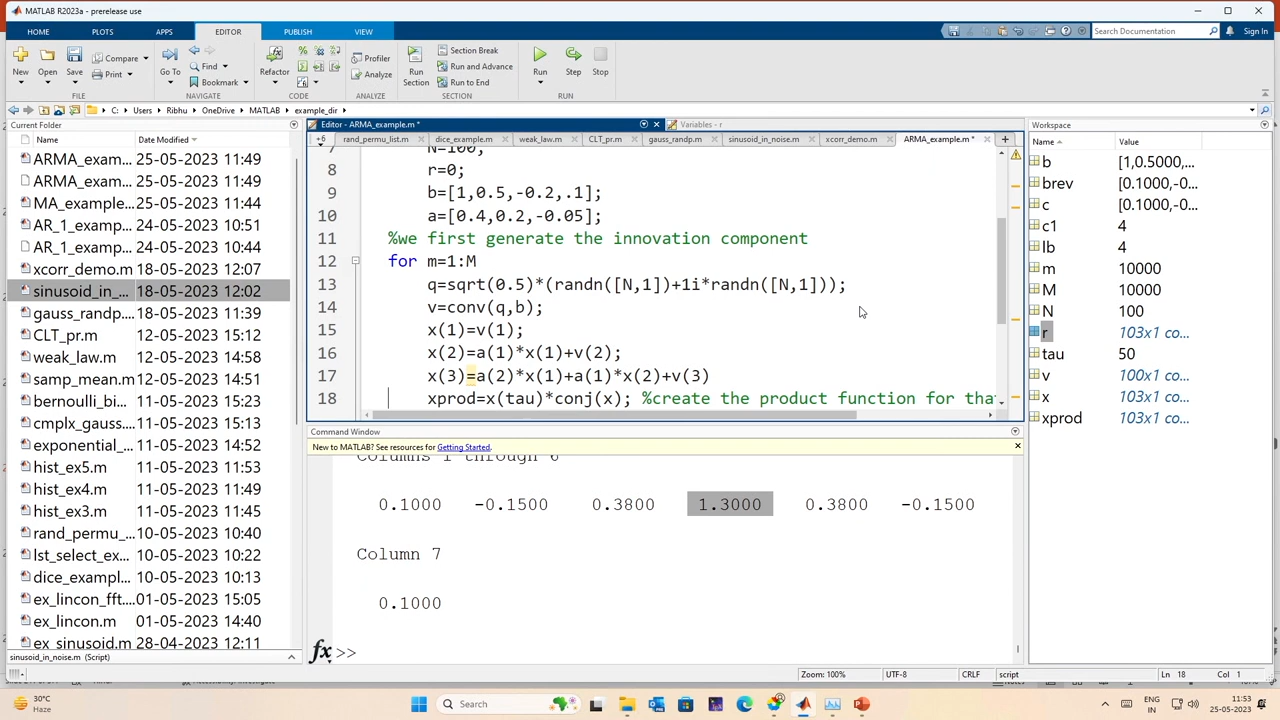 MATLAB R2023a - prerelease use
HOME PLOTS APPS EDITOR PUBLISH VIEW
Search Documentation Sign In
New Open Save Compare Print Go To Find Bookmark Refactor Profiler Analyze Run Section Section Break Run and Advance Run to End Run Step Stop
FILE NAVIGATE CODE ANALYZE SECTION RUN
C: Users Ribhu OneDrive MATLAB example_dir
Current Folder
Name Date Modified
ARMA_exam... 25-05-2023 11:49
ARMA_exam... 25-05-2023 11:49
MA_example... 25-05-2023 11:44
AR_1_examp... 24-05-2023 10:51
AR_1_examp... 24-05-2023 10:44
xcorr_demo.m 18-05-2023 12:07
sinusoid_in_... 18-05-2023 12:02
gauss_randp... 18-05-2023 11:33
CLT_pr.m 12-05-2023 15:12
weak_law.m 12-05-2023 14:58
samp_mean.m 12-05-2023 14:34
bernoulli_bi... 11-05-2023 15:39
cmplx_gauss... 11-05-2023 15:13
exponential_... 11-05-2023 14:52
hist_ex5.m 11-05-2023 11:53
hist_ex4.m 11-05-2023 11:49
hist_ex3.m 11-05-2023 11:45
rand_permu_... 10-05-2023 10:40
lst_select_ex... 10-05-2023 10:22
dice_exampl... 10-05-2023 10:13
ex_lincon_fft... 01-05-2023 15:05
ex_lincon.m 01-05-2023 14:40
ex_sinusoid.m 28-04-2023 12:11
sinusoid_in_noise.m (Script)
Editor - ARMA_example.m * Variables - r
+6 rand_permu_list.m dice_example.m weak_law.m CLT_pr.m gauss_randp.m sinusoid_in_noise.m xcorr_demo.m ARMA_example.m *
7 N=100;
8 r=0;
9 b=[1,0.5,-0.2,.1];
10 a=[0.4,0.2,-0.05];
11 %we first generate the innovation component
12 for m=1:M
13 q=sqrt(0.5)*(randn([N,1])+1i*randn([N,1]));
14 v=conv(q,b);
15 x(1)=v(1);
16 x(2)=a(1)*x(1)+v(2);
17 x(3)=a(2)*x(1)+a(1)*x(2)+v(3)
18 xprod=x(tau)*conj(x); %create the product function for tha
Command Window
New to MATLAB? See resources for Getting Started.
Columns 1 through 6
0.1000 -0.1500 0.3800 1.3000 0.3800 -0.1500
Column 7
0.1000
fx >>
Workspace
Name Value
b [1,0.5000,...
brev [0.1000,-0...
c [0.1000,-0...
c1 4
lb 4
m 10000
M 10000
N 100
r 103x1 co...
tau 50
v 100x1 co...
x 103x1 co...
xprod 103x1 co...
Zoom: 100% UTF-8 CRLF script Ln 18 Col 1
30°C
Haze
Search
ENG
IN
11:53
25-05-2023